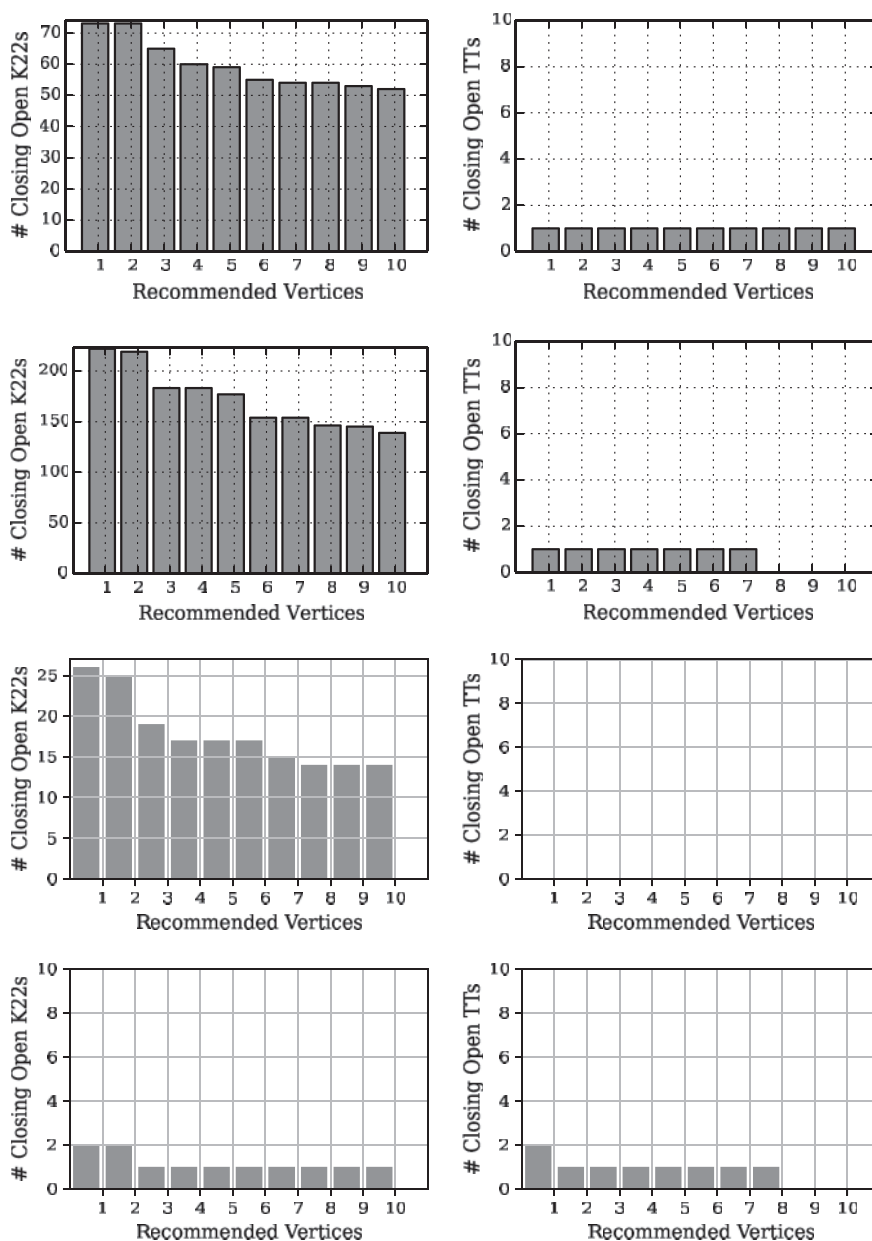 # Closing Open K22s
70
60
50
40
30
20
10
0
1 2 3 4 5 6 7 8 9 10
Recommended Vertices
# Closing Open TTs
10
8
6
4
2
0
1 2 3 4 5 6 7 8 9 10
Recommended Vertices
# Closing Open K22s
200
150
100
50
0
1 2 3 4 5 6 7 8 9 10
Recommended Vertices
# Closing Open TTs
10
8
6
4
2
0
1 2 3 4 5 6 7 8 9 10
Recommended Vertices
# Closing Open K22s
25
20
15
10
5
0
1 2 3 4 5 6 7 8 9 10
Recommended Vertices
# Closing Open TTs
10
8
6
4
2
0
1 2 3 4 5 6 7 8 9 10
Recommended Vertices
# Closing Open K22s
10
8
6
4
2
0
1 2 3 4 5 6 7 8 9 10
Recommended Vertices
# Closing Open TTs
10
8
6
4
2
0
1 2 3 4 5 6 7 8 9 10
Recommended Vertices